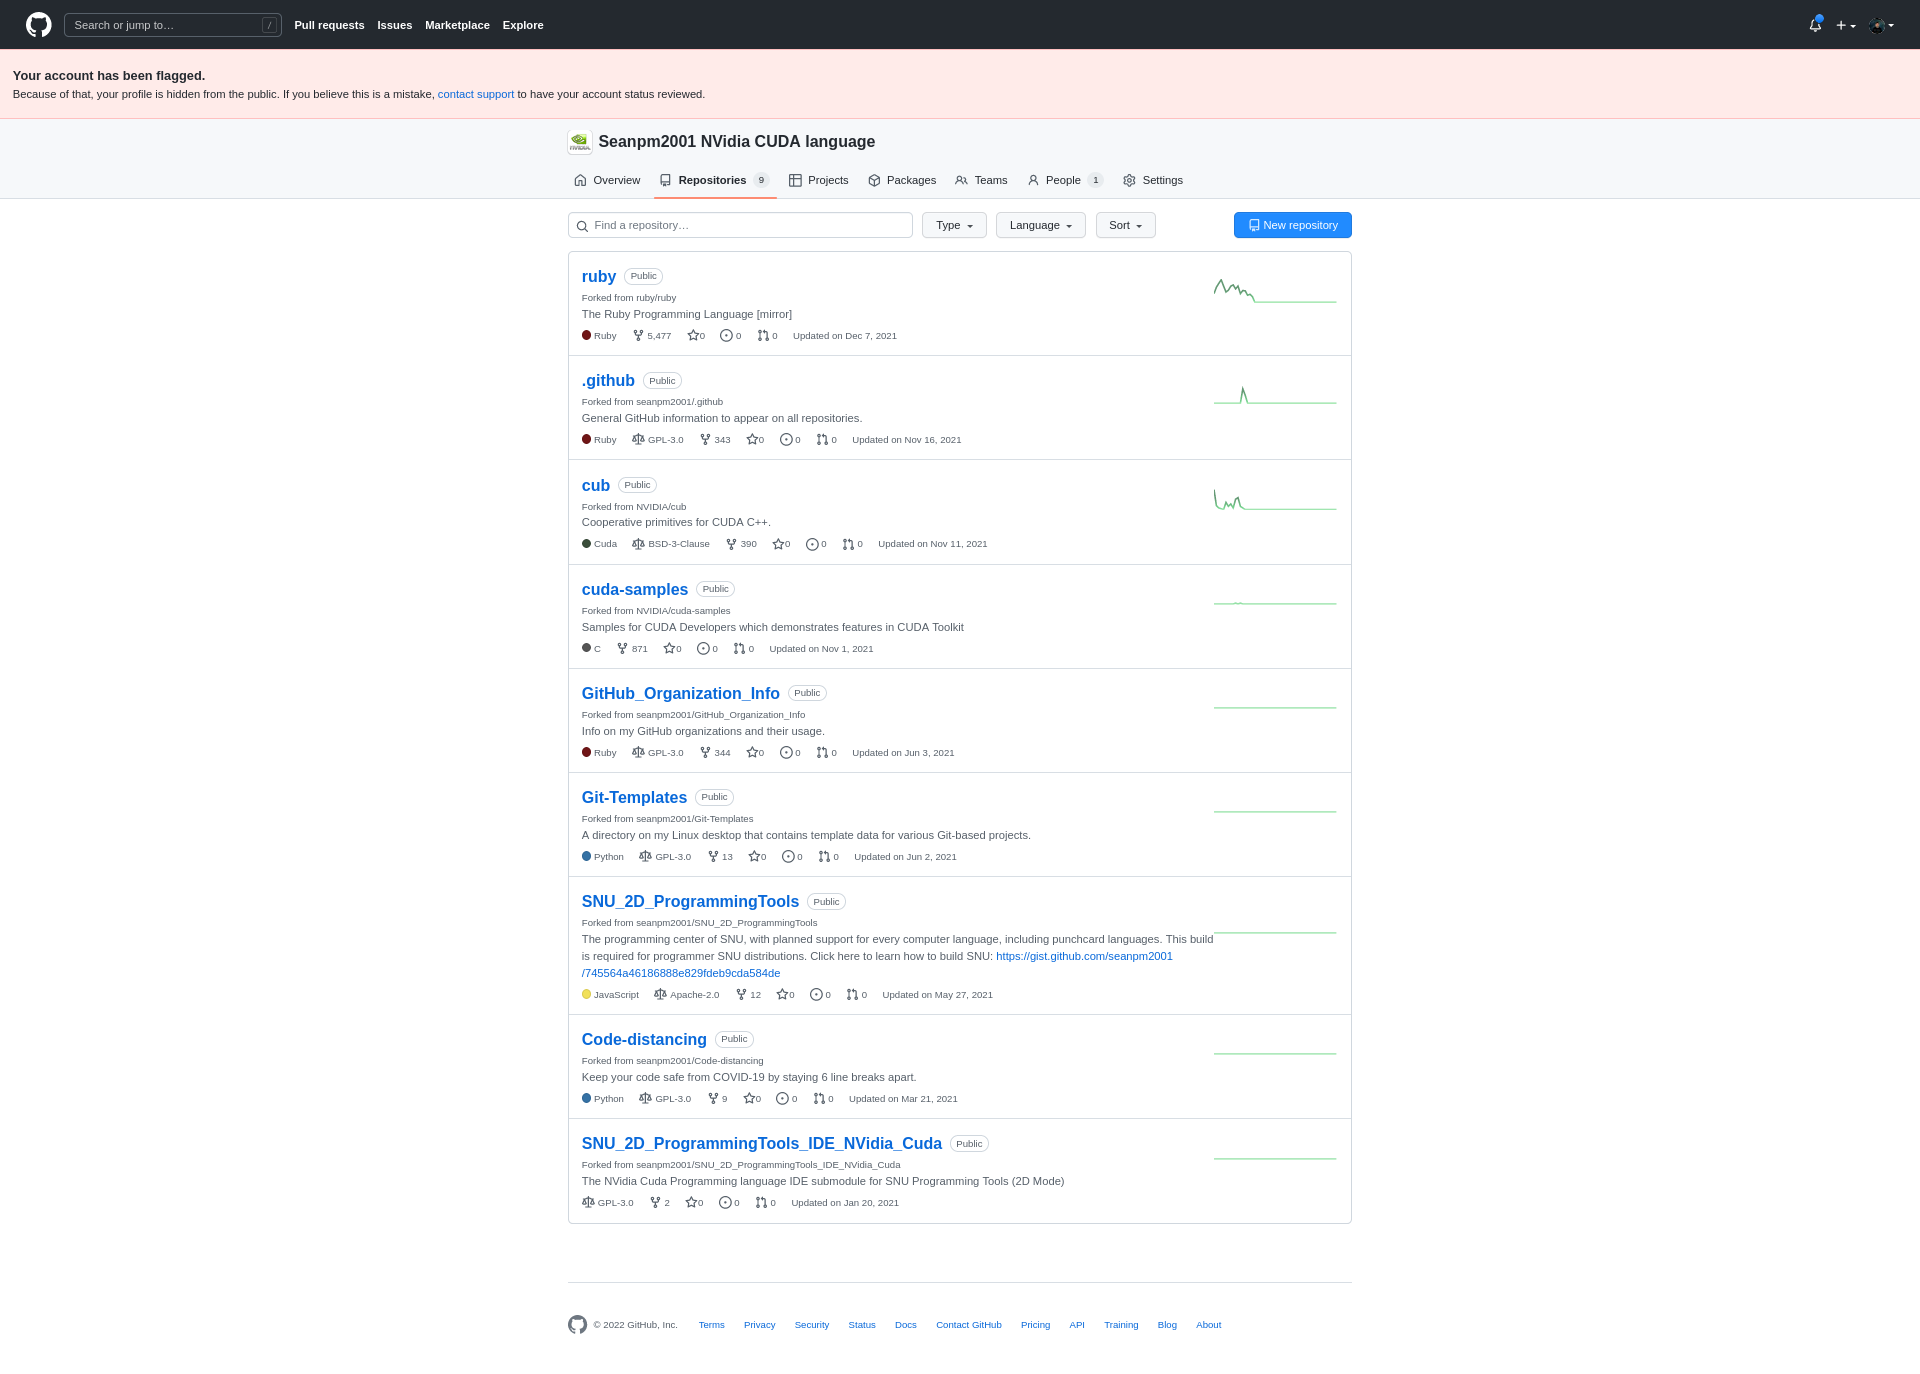 Search or jump to… /
Pull requests Issues Marketplace Explore
Your account has been flagged.
Because of that, your profile is hidden from the public. If you believe this is a mistake, contact support to have your account status reviewed.
Seanpm2001 NVidia CUDA language
Overview Repositories 9 Projects Packages Teams People 1 Settings
Find a repository… Type Language Sort New repository
ruby Public
Forked from ruby/ruby
The Ruby Programming Language [mirror]
Ruby 5,477 0 0 0 Updated on Dec 7, 2021
.github Public
Forked from seanpm2001/.github
General GitHub information to appear on all repositories.
Ruby GPL-3.0 343 0 0 0 Updated on Nov 16, 2021
cub Public
Forked from NVIDIA/cub
Cooperative primitives for CUDA C++.
Cuda BSD-3-Clause 390 0 0 0 Updated on Nov 11, 2021
cuda-samples Public
Forked from NVIDIA/cuda-samples
Samples for CUDA Developers which demonstrates features in CUDA Toolkit
C 871 0 0 0 Updated on Nov 1, 2021
GitHub_Organization_Info Public
Forked from seanpm2001/GitHub_Organization_Info
Info on my GitHub organizations and their usage.
Ruby GPL-3.0 344 0 0 0 Updated on Jun 3, 2021
Git-Templates Public
Forked from seanpm2001/Git-Templates
A directory on my Linux desktop that contains template data for various Git-based projects.
Python GPL-3.0 13 0 0 0 Updated on Jun 2, 2021
SNU_2D_ProgrammingTools Public
Forked from seanpm2001/SNU_2D_ProgrammingTools
The programming center of SNU, with planned support for every computer language, including punchcard languages. This build
is required for programmer SNU distributions. Click here to learn how to build SNU: https://gist.github.com/seanpm2001
/745564a46186888e829fdeb9cda584de
JavaScript Apache-2.0 12 0 0 0 Updated on May 27, 2021
Code-distancing Public
Forked from seanpm2001/Code-distancing
Keep your code safe from COVID-19 by staying 6 line breaks apart.
Python GPL-3.0 9 0 0 0 Updated on Mar 21, 2021
SNU_2D_ProgrammingTools_IDE_NVidia_Cuda Public
Forked from seanpm2001/SNU_2D_ProgrammingTools_IDE_NVidia_Cuda
The NVidia Cuda Programming language IDE submodule for SNU Programming Tools (2D Mode)
GPL-3.0 2 0 0 0 Updated on Jan 20, 2021
© 2022 GitHub, Inc. Terms Privacy Security Status Docs Contact GitHub Pricing API Training Blog About